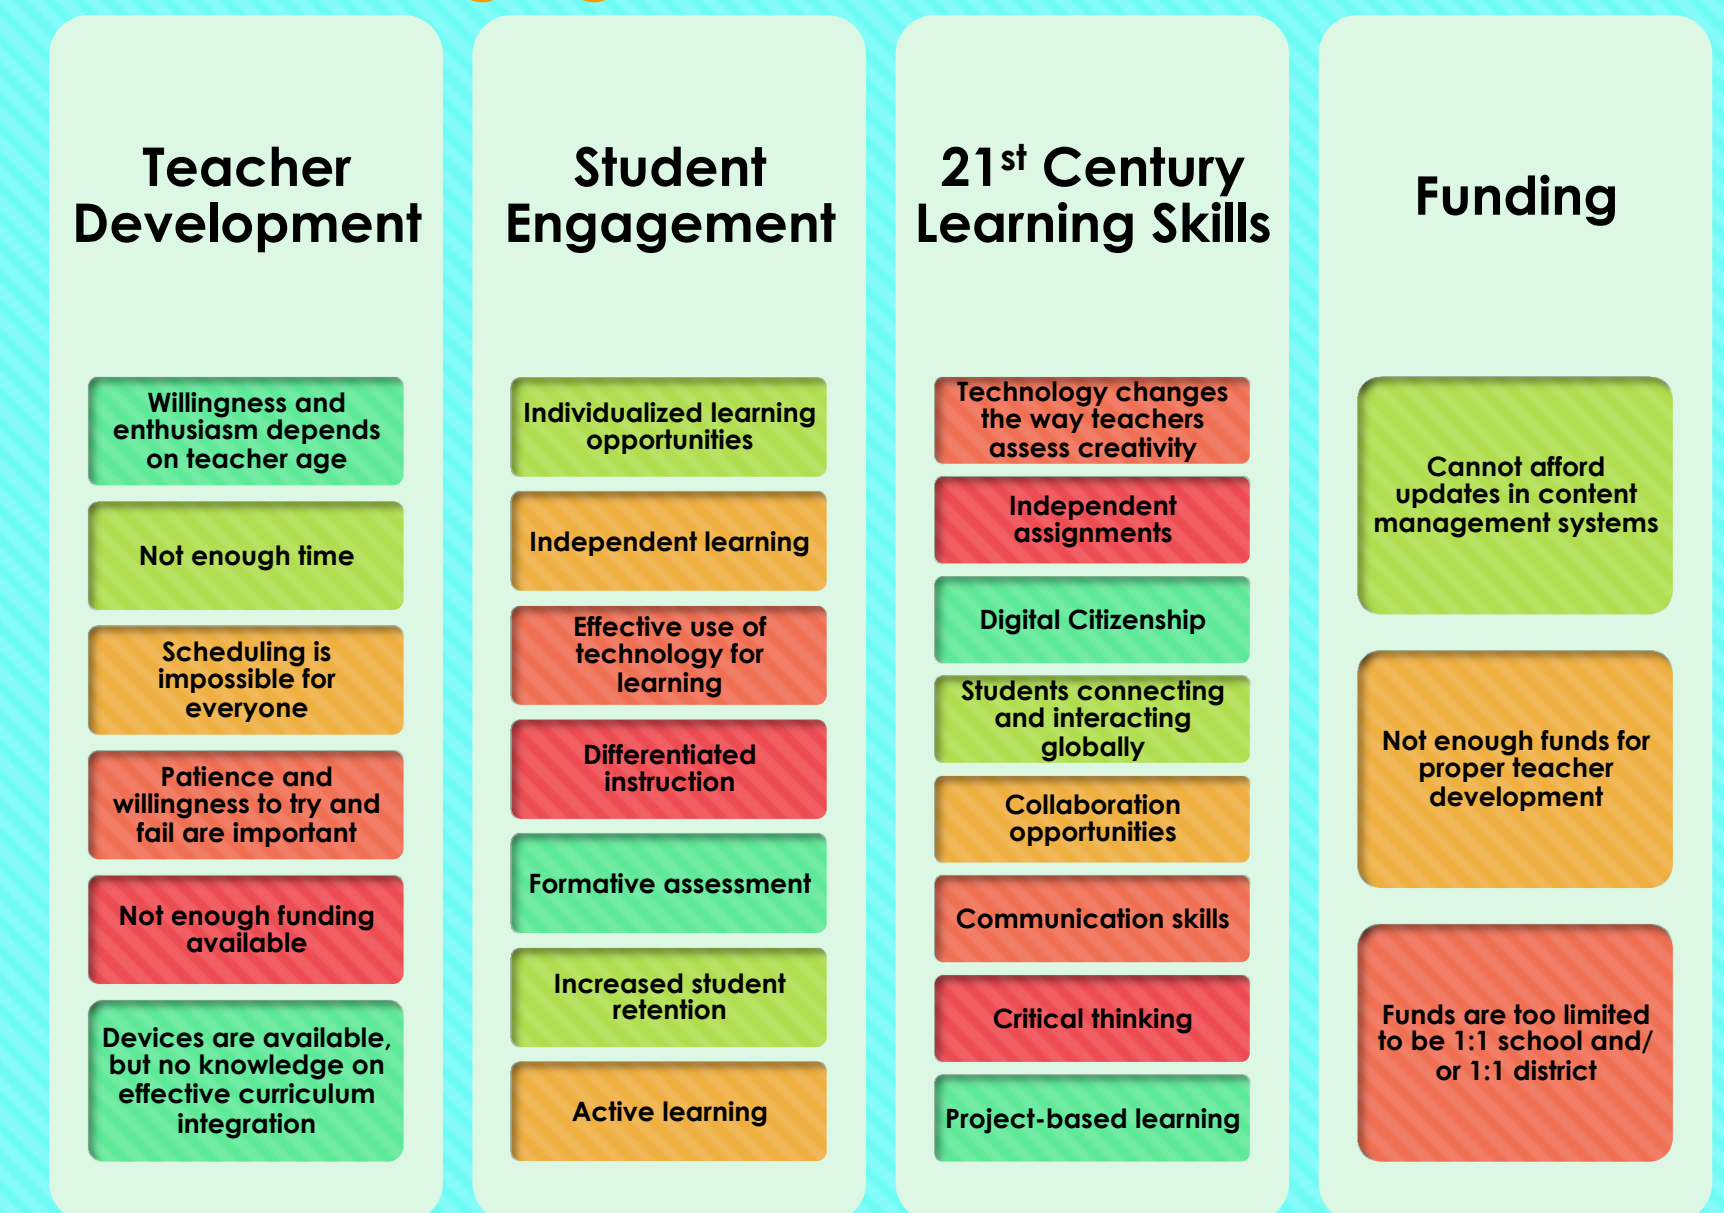 Teacher
Development
Willingness and
enthusiasm depends
on teacher age
Not enough time
Scheduling is
impossible for
everyone
Patience and
willingness to try and
fail are important
Not enough funding
available
Devices are available,
but no knowledge on
effective curriculum
integration
Student
Engagement
Individualized learning
opportunities
Independent learning
Effective use of
technology for
learning
Differentiated
instruction
Formative assessment
Increased student
retention
Active learning
21st Century
Learning Skills
Technology changes
the way teachers
assess creativity
Independent
assignments
Digital Citizenship
Students connecting
and interacting
globally
Collaboration
opportunities
Communication skills
Critical thinking
Project-based learning
Funding
Cannot afford
updates in content
management systems
Not enough funds for
proper teacher
development
Funds are too limited
to be 1:1 school and/
or 1:1 district